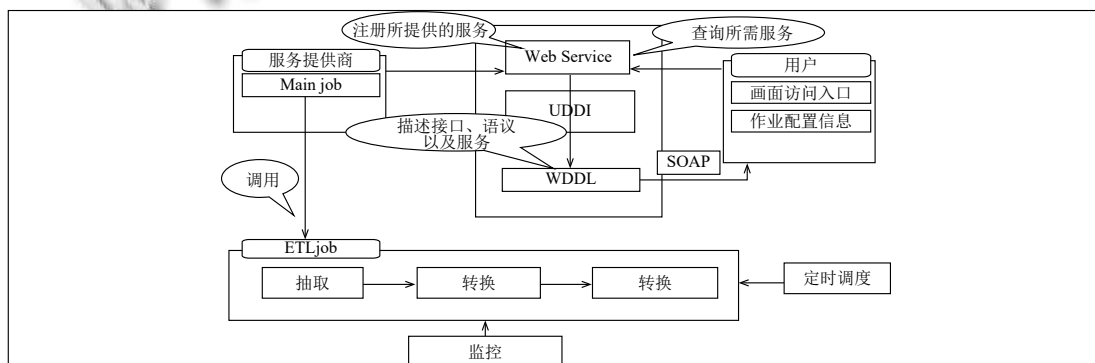 注册所提供的服务
查询所需服务
Web Service
服务提供商
用户
Main job
画面访问入口
UDDI
作业配置信息
描述接口、语议
以及服务
SOAP
WDDL
调用
ETLjob
抽取
转换
转换
定时调度
监控